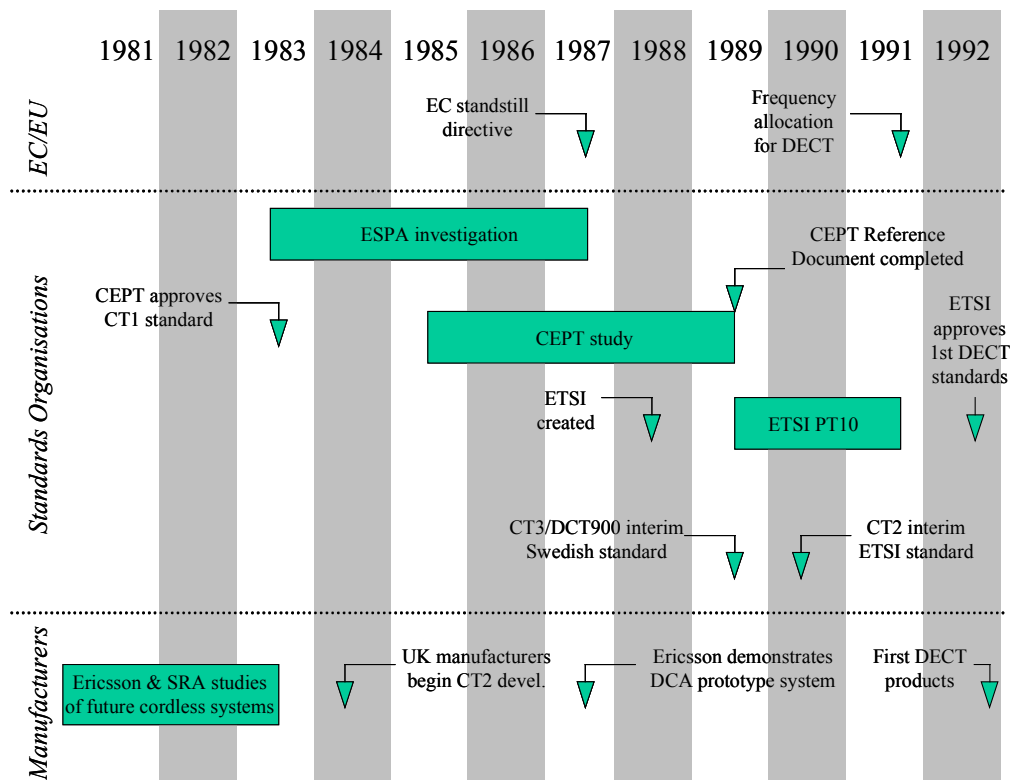 1981 1982 1983 1984 1985 1986 1987 1988 1989 1990 1991 1992
EC/EU
EC standstill
directive
Frequency
allocation
for DECT
Standards Organisations
ESPA investigation
CEPT Reference
Document completed
CEPT approves
CT1 standard
CEPT study
ETSI
approves
1st DECT
standards
ETSI
created
ETSI PT10
CT3/DCT900 interim
Swedish standard
CT2 interim
ETSI standard
Manufacturers
Ericsson & SRA studies
of future cordless systems
UK manufacturers
begin CT2 devel.
Ericsson demonstrates
DCA prototype system
First DECT
products